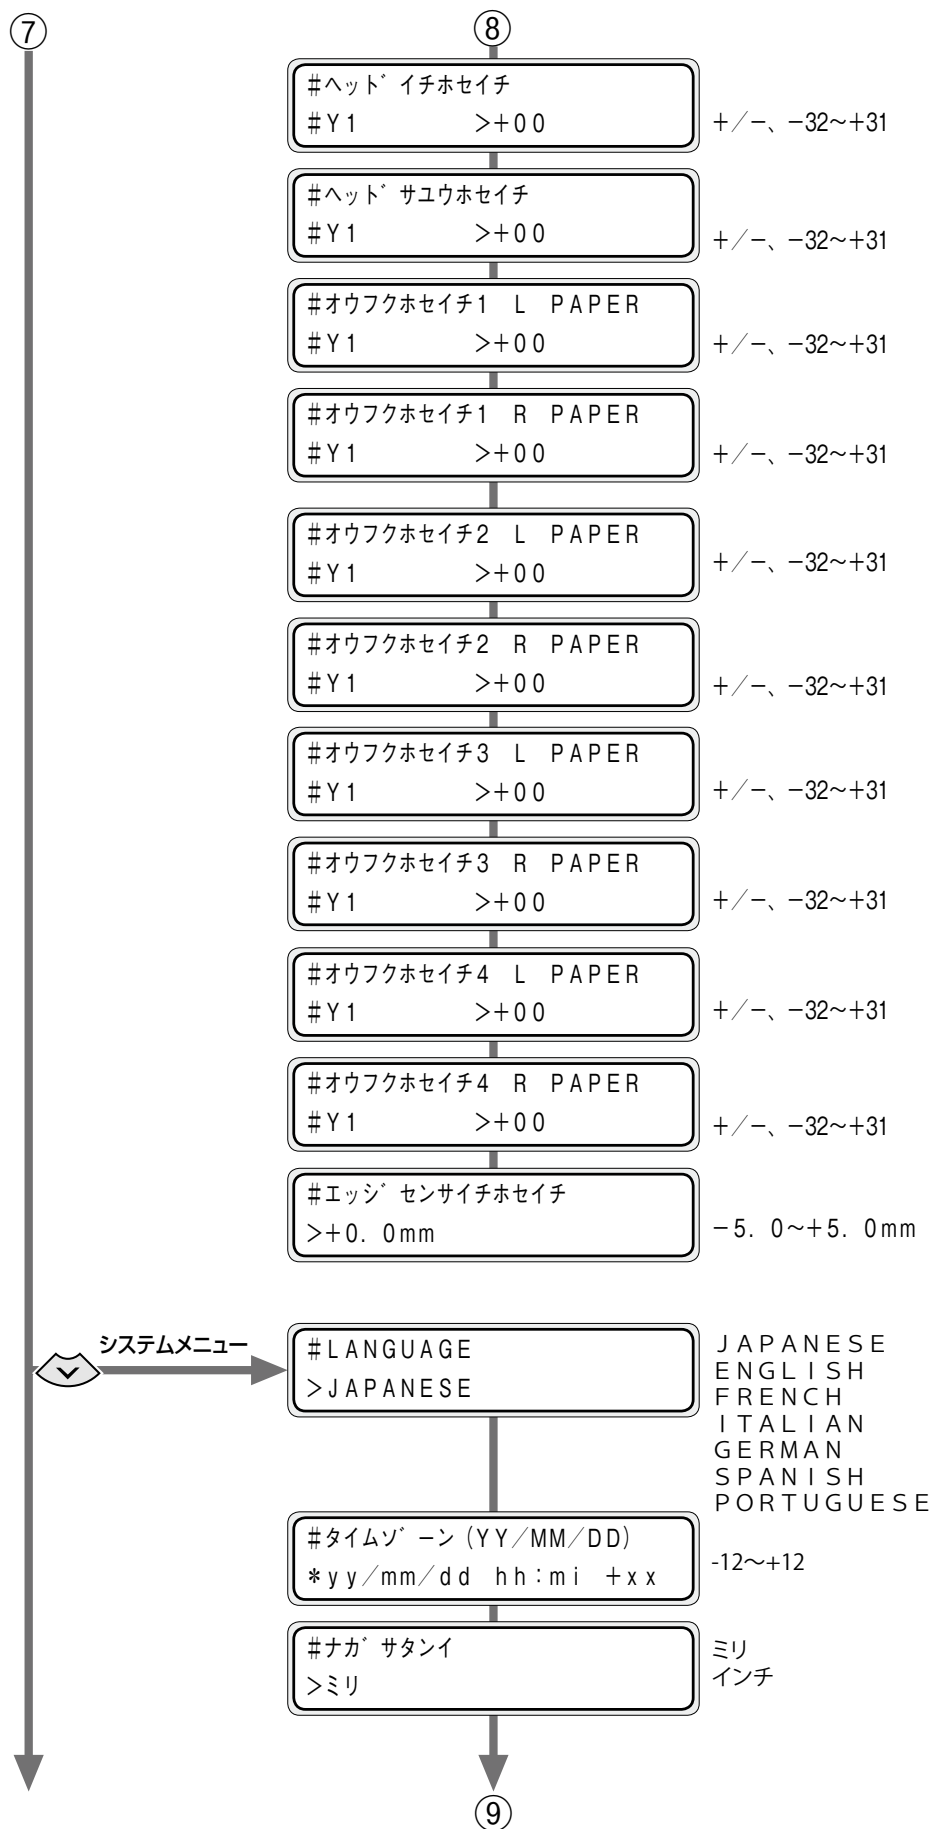 ⑦
⑧
#ヘッド゛イチホセイチ
#Y1 >+00
+/−、−32~+31
#ヘッド゛サユウホセイチ
#Y1 >+00
+/−、−32~+31
#オウフクホセイチ1 L PAPER
#Y1 >+00
+/−、−32~+31
#オウフクホセイチ1 R PAPER
#Y1 >+00
+/−、−32~+31
#オウフクホセイチ2 L PAPER
#Y1 >+00
+/−、−32~+31
#オウフクホセイチ2 R PAPER
#Y1 >+00
+/−、−32~+31
#オウフクホセイチ3 L PAPER
#Y1 >+00
+/−、−32~+31
#オウフクホセイチ3 R PAPER
#Y1 >+00
+/−、−32~+31
#オウフクホセイチ4 L PAPER
#Y1 >+00
+/−、−32~+31
#オウフクホセイチ4 R PAPER
#Y1 >+00
+/−、−32~+31
#エッシ゛センサイチホセイチ
>+0.0mm
−5.0~+5.0mm
システムメニュー
#LANGUAGE
>JAPANESE
JAPANESE
ENGLISH
FRENCH
ITALIAN
GERMAN
SPANISH
PORTUGUESE
#タイムソ゛ーン(YY/MM/DD)
*yy/mm/dd hh:mi +xx
-12~+12
#ナカ゛サタンイ
>ミリ
ミリ
インチ
⑨